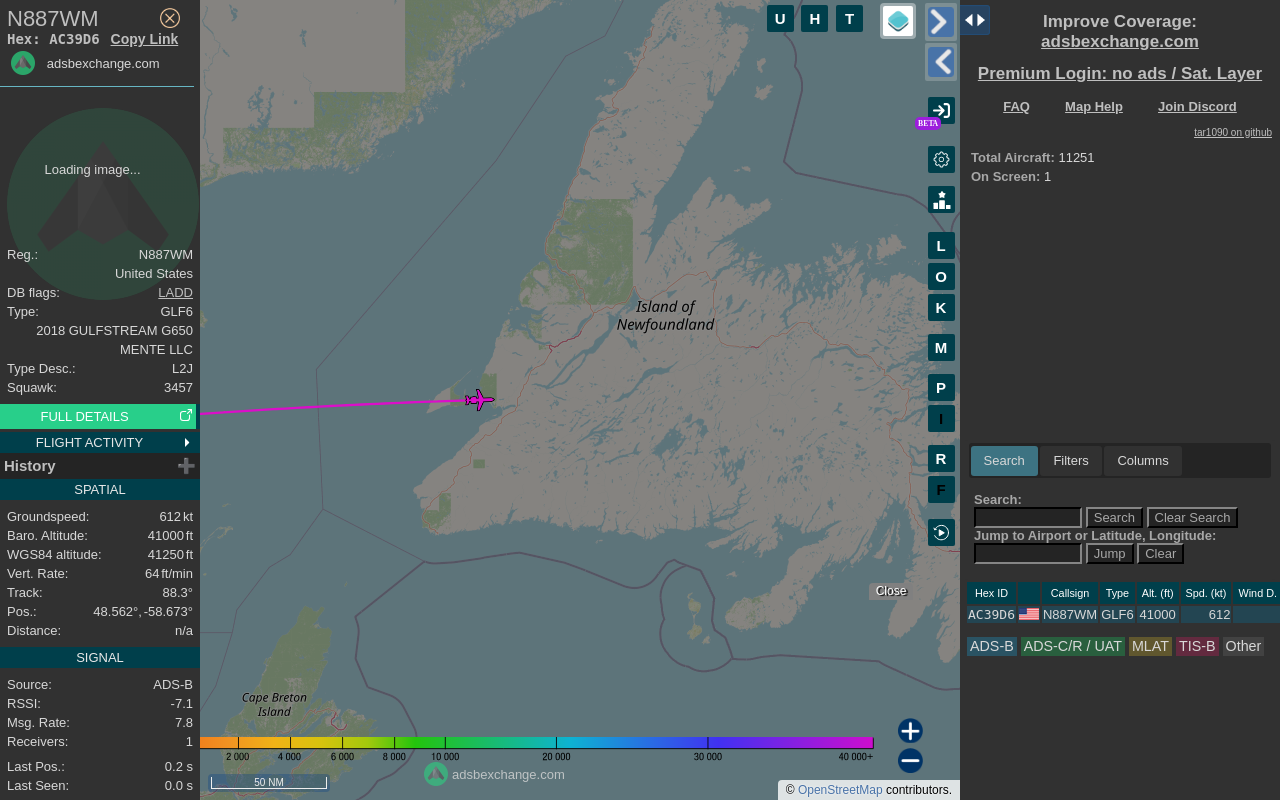 N887WM
Hex: AC39D6 Copy Link
adsbexchange.com
Loading image...
Reg.: N887WM
United States
DB flags: LADD
Type: GLF6
2018 GULFSTREAM G650
MENTE LLC
Type Desc.: L2J
Squawk: 3457
FULL DETAILS
FLIGHT ACTIVITY
History
SPATIAL
Groundspeed: 612 kt
Baro. Altitude: 41000 ft
WGS84 altitude: 41250 ft
Vert. Rate: 64 ft/min
Track: 88.3°
Pos.: 48.562°, -58.673°
Distance: n/a
SIGNAL
Source: ADS-B
RSSI: -7.1
Msg. Rate: 7.8
Receivers: 1
Last Pos.: 0.2 s
Last Seen: 0.0 s
U H T
BETA
L
O
K
M
P
I
R
F
Island of
Newfoundland
Close
Cape Breton
Island
2 000 4 000 6 000 8 000 10 000 20 000 30 000 40 000+
50 NM
adsbexchange.com
© OpenStreetMap contributors.
Improve Coverage:
adsbexchange.com
Premium Login: no ads / Sat. Layer
FAQ Map Help Join Discord
tar1090 on github
Total Aircraft: 11251
On Screen: 1
Search Filters Columns
Search:
Search Clear Search
Jump to Airport or Latitude, Longitude:
Jump Clear
Hex ID Callsign Type Alt. (ft) Spd. (kt) Wind D.
AC39D6 N887WM GLF6 41000 612
ADS-B ADS-C/R / UAT MLAT TIS-B Other